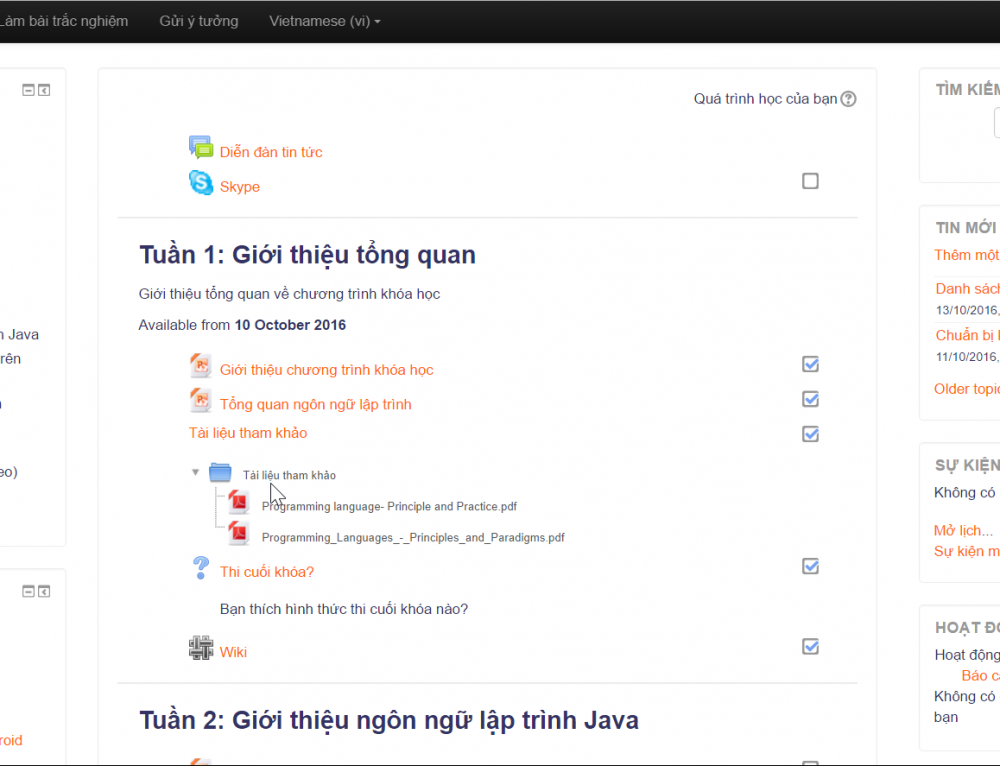 Làm bài trắc nghiệm Gửi ý tưởng Vietnamese (vi)
Java
rên
eo)
roid
Quá trình học của bạn
Diễn đàn tin tức
Skype
Tuần 1: Giới thiệu tổng quan
Giới thiệu tổng quan về chương trình khóa học
Available from 10 October 2016
Giới thiệu chương trình khóa học
Tổng quan ngôn ngữ lập trình
Tài liệu tham khảo
Tài liệu tham khảo
Programming language- Principle and Practice.pdf
Programming_Languages_-_Principles_and_Paradigms.pdf
Thi cuối khóa?
Bạn thích hình thức thi cuối khóa nào?
Wiki
Tuần 2: Giới thiệu ngôn ngữ lập trình Java
TÌM KIẾM
TIN MỚI
Thêm một
Danh sách
13/10/2016,
Chuẩn bị
11/10/2016,
Older topic
SỰ KIỆN
Không có
Mở lịch...
Sự kiện m
HOẠT ĐỘ
Hoạt động
Báo c
Không có
bạn